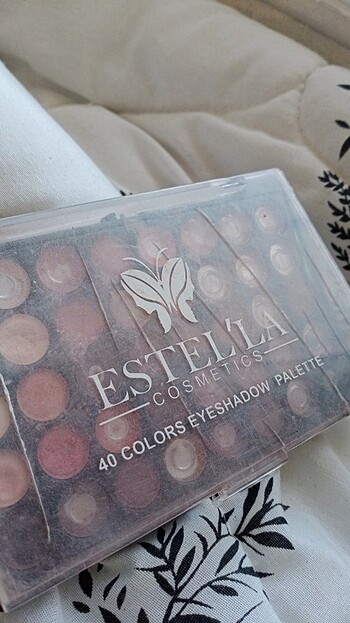 ESTEL'LA
COSMETICS
40 COLORS EYESHADOW PALETTE